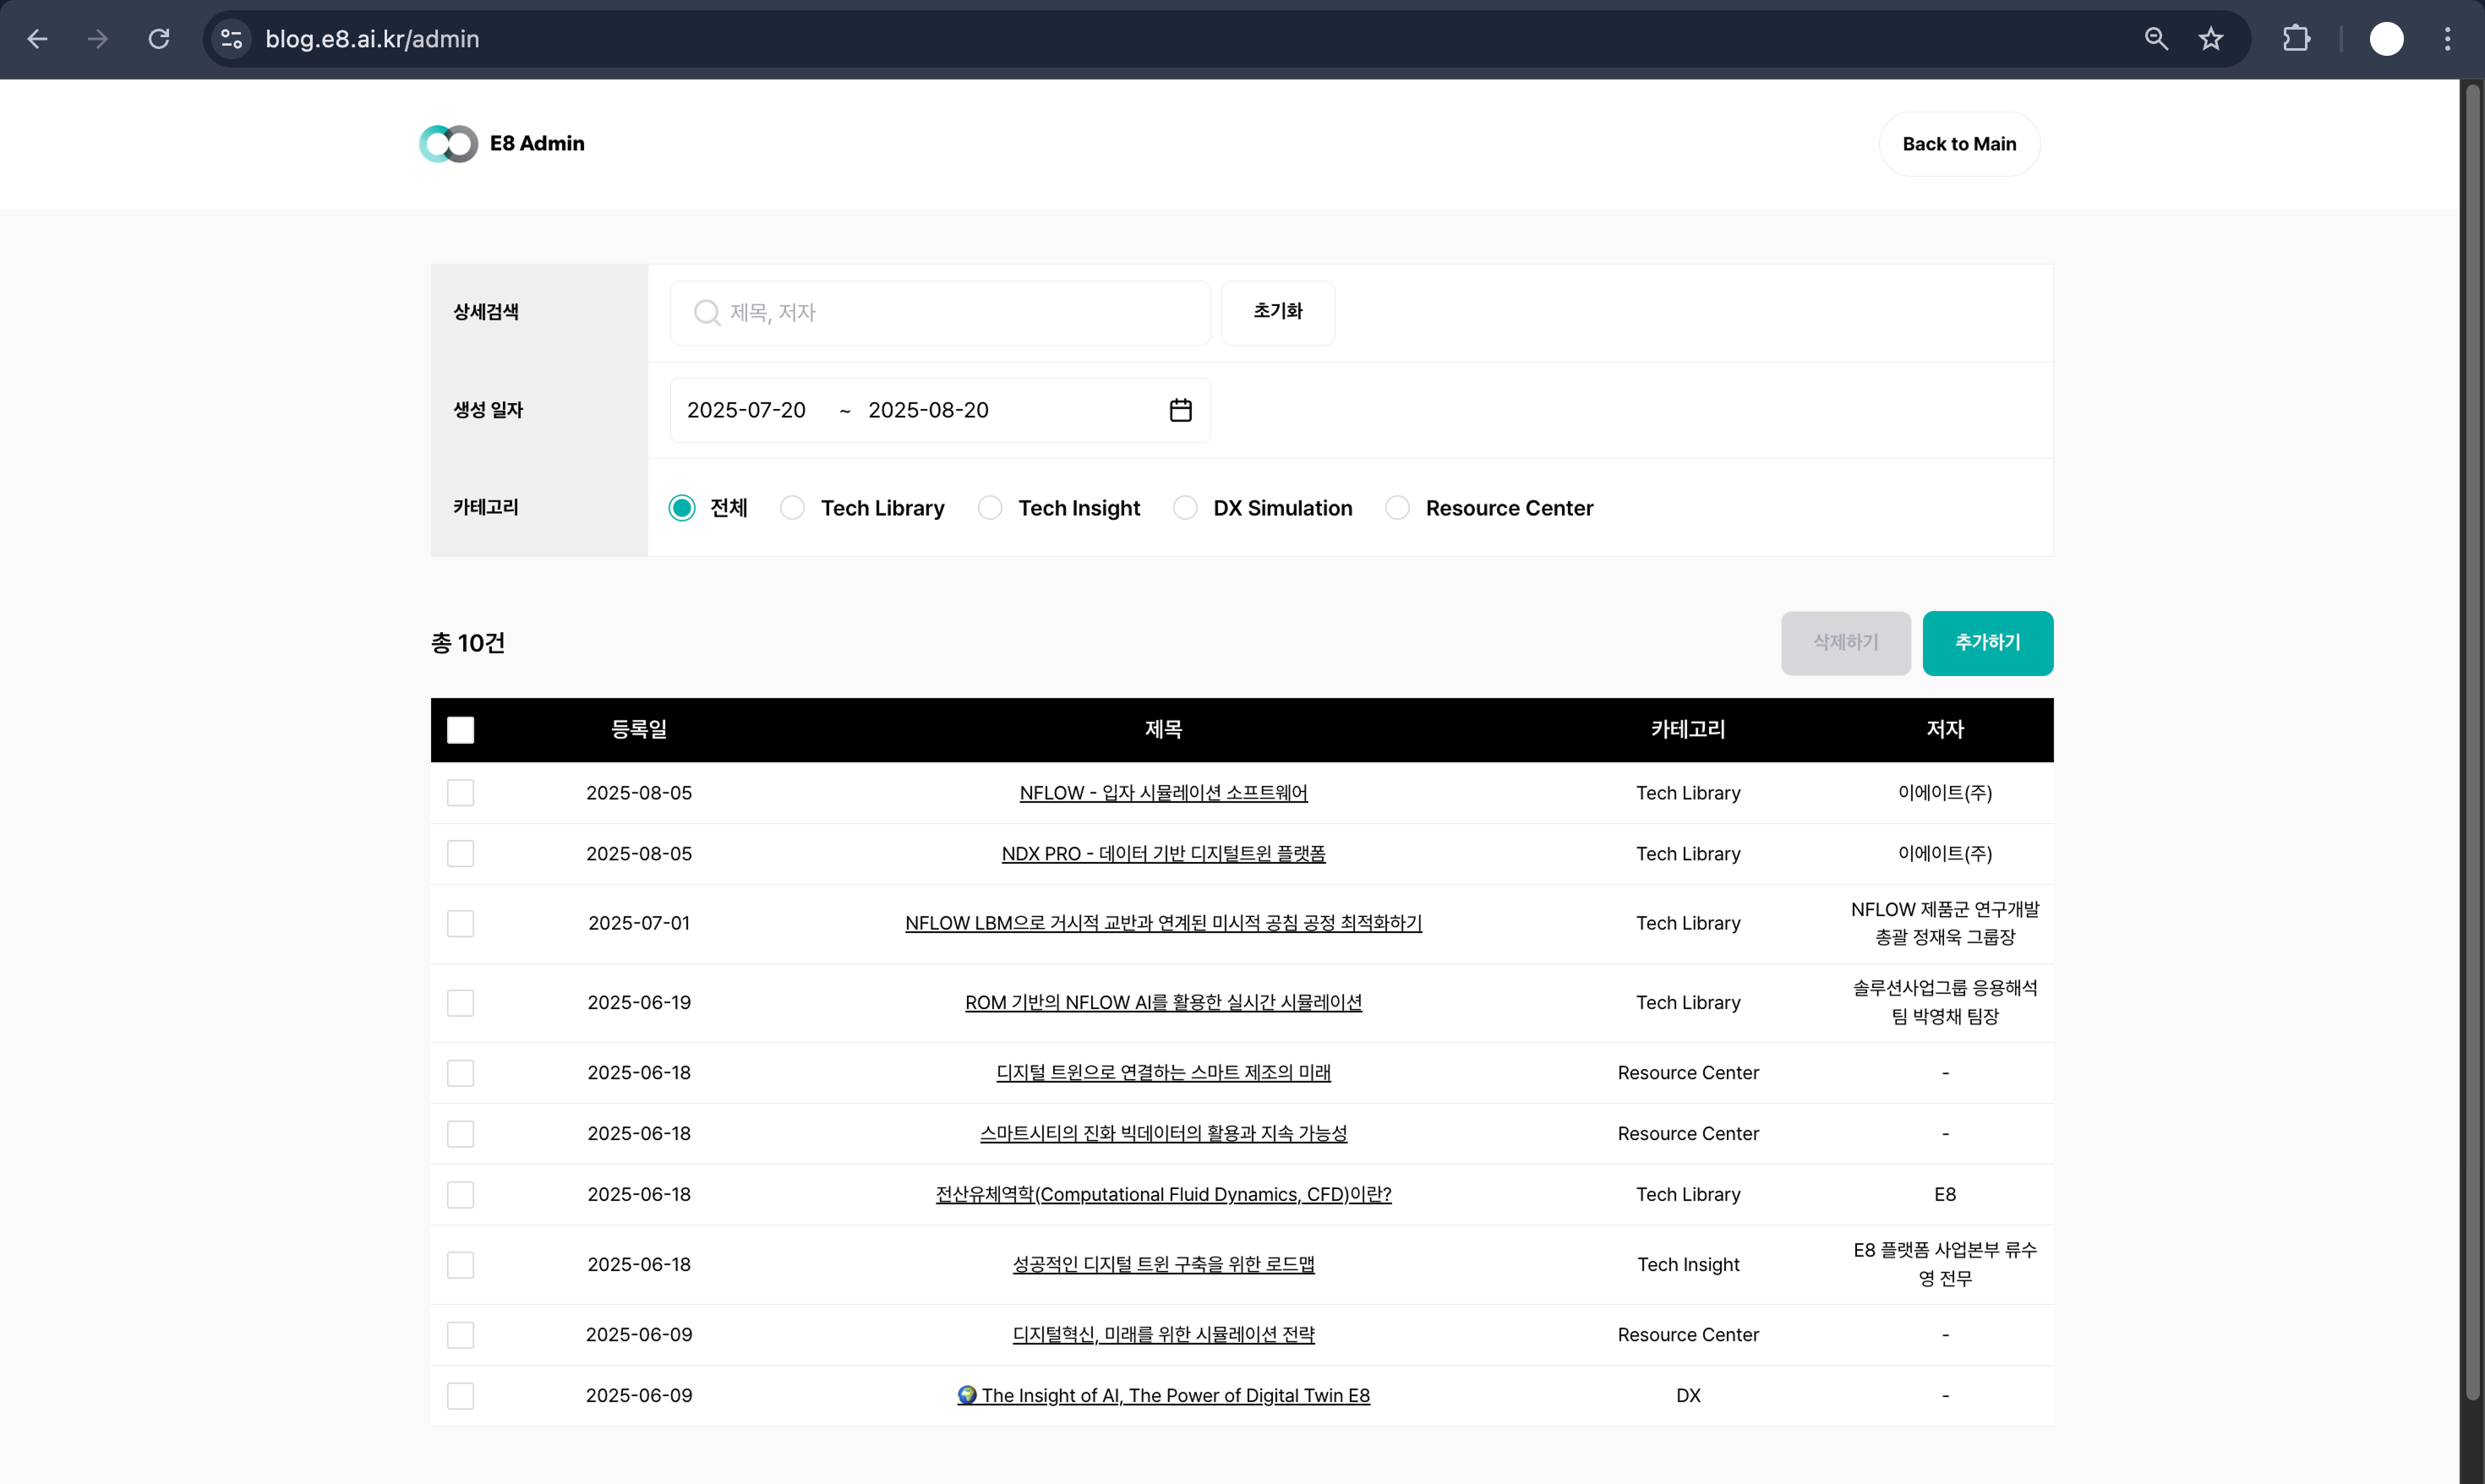 blog.e8.ai.kr/admin
E8 Admin
Back to Main
상세검색
제목, 저자
초기화
생성 일자
2025-07-20 ~ 2025-08-20
카테고리
전체 Tech Library Tech Insight DX Simulation Resource Center
총 10건
삭제하기
추가하기
등록일 제목 카테고리 저자
2025-08-05 NFLOW - 입자 시뮬레이션 소프트웨어 Tech Library 이에이트(주)
2025-08-05 NDX PRO - 데이터 기반 디지털트윈 플랫폼 Tech Library 이에이트(주)
2025-07-01 NFLOW LBM으로 거시적 교반과 연계된 미시적 공침 공정 최적화하기 Tech Library NFLOW 제품군 연구개발
총괄 정재욱 그룹장
2025-06-19 ROM 기반의 NFLOW AI를 활용한 실시간 시뮬레이션 Tech Library 솔루션사업그룹 응용해석
팀 박영채 팀장
2025-06-18 디지털 트윈으로 연결하는 스마트 제조의 미래 Resource Center -
2025-06-18 스마트시티의 진화 빅데이터의 활용과 지속 가능성 Resource Center -
2025-06-18 전산유체역학(Computational Fluid Dynamics, CFD)이란? Tech Library E8
2025-06-18 성공적인 디지털 트윈 구축을 위한 로드맵 Tech Insight E8 플랫폼 사업본부 류수
영 전무
2025-06-09 디지털혁신, 미래를 위한 시뮬레이션 전략 Resource Center -
2025-06-09 🌍 The Insight of AI, The Power of Digital Twin E8 DX -